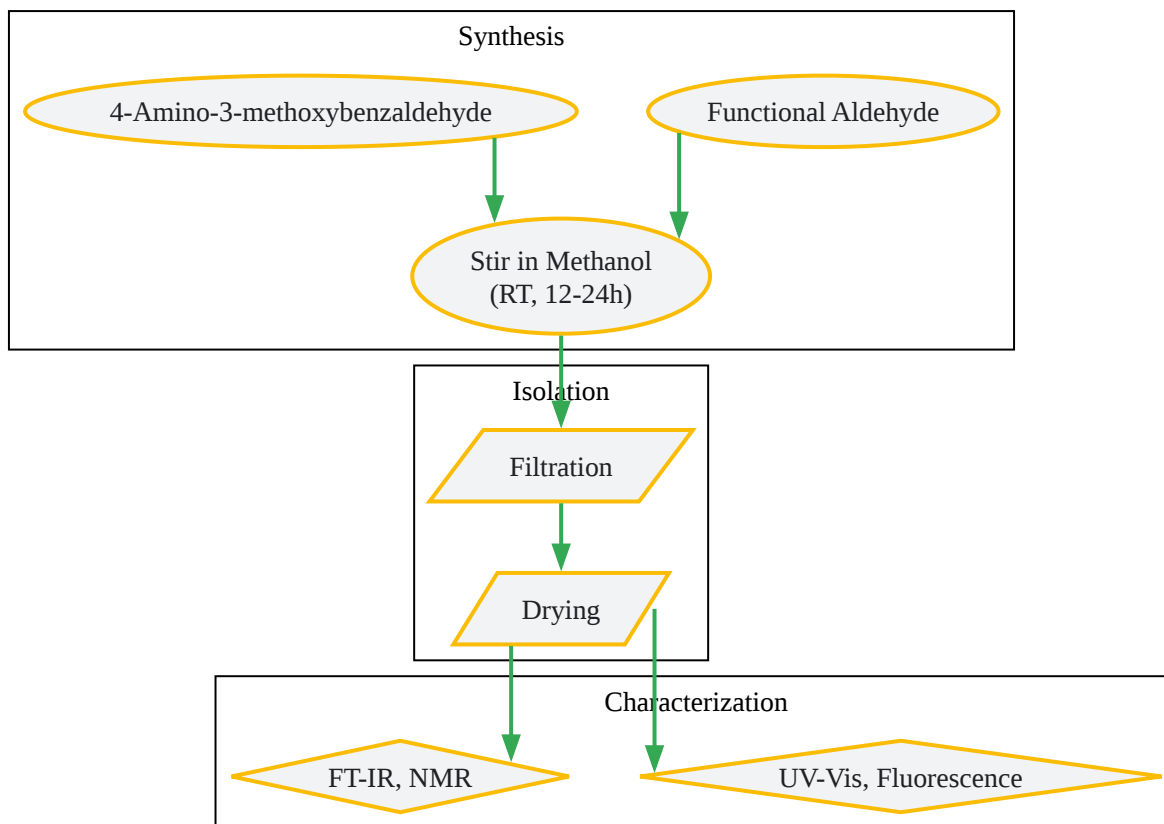 Synthesis
4-Amino-3-methoxybenzaldehyde
Functional Aldehyde
Stir in Methanol
(RT, 12-24h)
Isolation
Filtration
Drying
Characterization
FT-IR, NMR
UV-Vis, Fluorescence